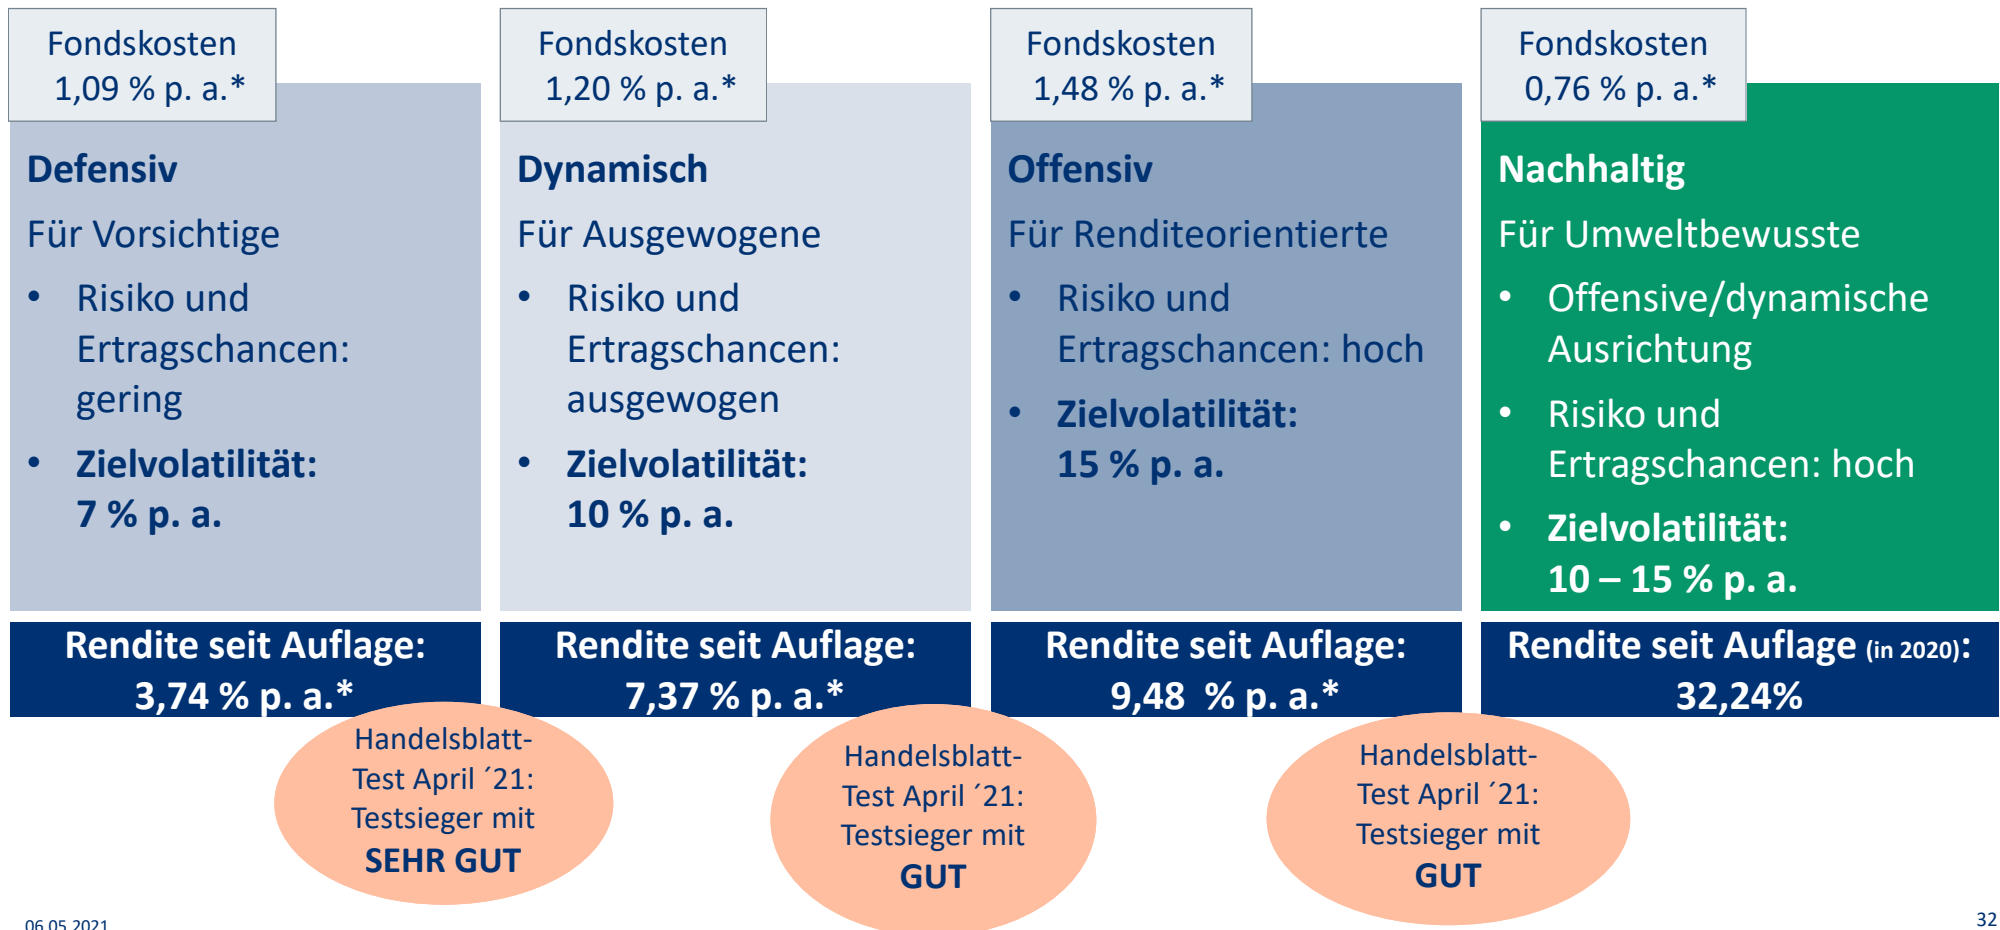 Fondskosten
1,09 % p. a.*
Defensiv
Für Vorsichtige
• Risiko und
Ertragschancen:
gering
• Zielvolatilität:
7 % p. a.
Rendite seit Auflage:
3,74 % p. a.*
Handelsblatt-
Test April ´21:
Testsieger mit
SEHR GUT
Fondskosten
1,20 % p. a.*
Dynamisch
Für Ausgewogene
• Risiko und
Ertragschancen:
ausgewogen
• Zielvolatilität:
10 % p. a.
Rendite seit Auflage:
7,37 % p. a.*
Handelsblatt-
Test April ´21:
Testsieger mit
GUT
Fondskosten
1,48 % p. a.*
Offensiv
Für Renditeorientierte
• Risiko und
Ertragschancen: hoch
• Zielvolatilität:
15 % p. a.
Rendite seit Auflage:
9,48 % p. a.*
Handelsblatt-
Test April ´21:
Testsieger mit
GUT
Fondskosten
0,76 % p. a.*
Nachhaltig
Für Umweltbewusste
• Offensive/dynamische
Ausrichtung
• Risiko und
Ertragschancen: hoch
• Zielvolatilität:
10 – 15 % p. a.
Rendite seit Auflage (in 2020):
32,24%
06.05.2021
32